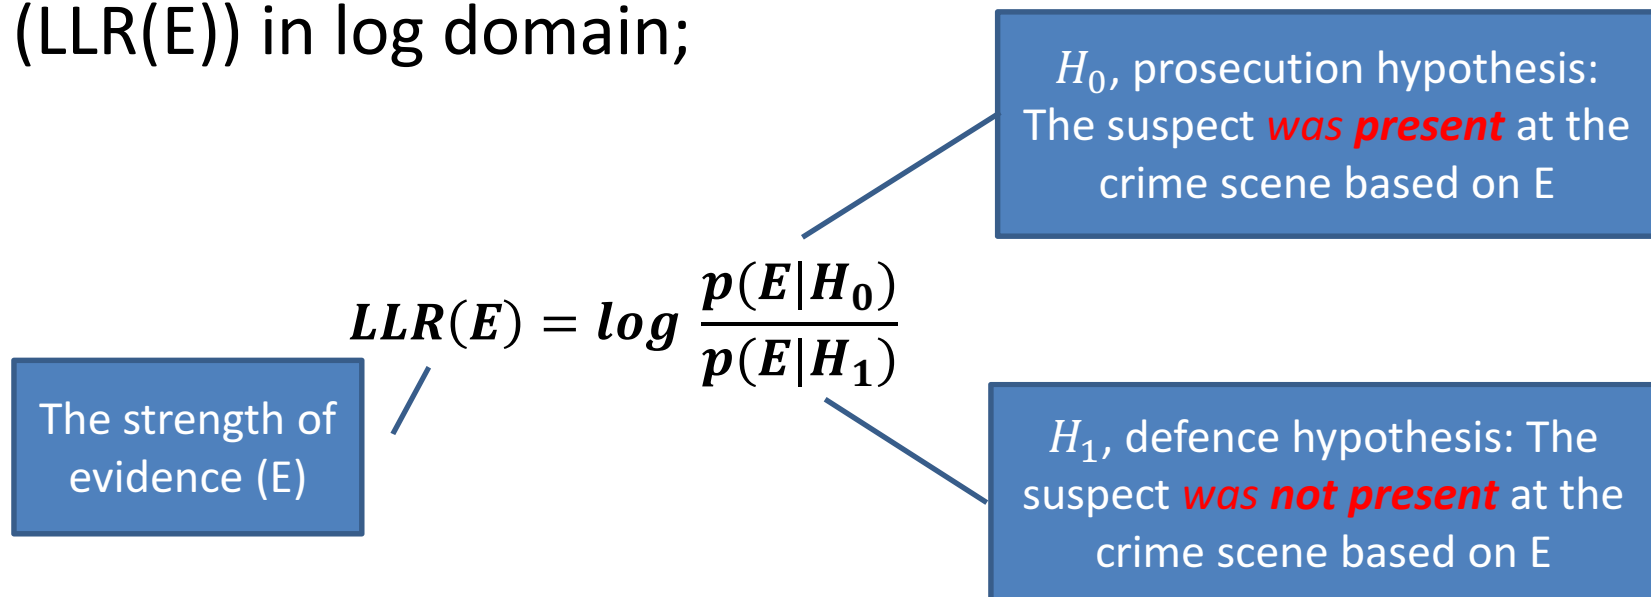 (LLR(E)) in log domain;
H₀, prosecution hypothesis:
The suspect was present at the
crime scene based on E
LLR(E) = log p(E|H₀)
p(E|H₁)
The strength of
evidence (E)
H₁, defence hypothesis: The
suspect was not present at the
crime scene based on E